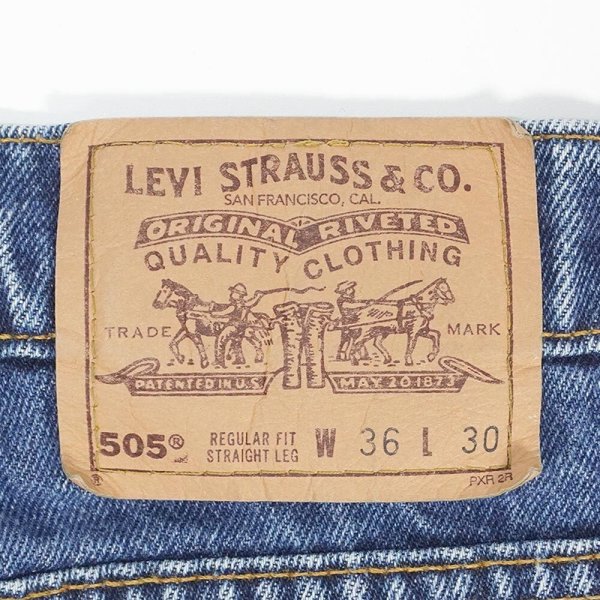 LEVI STRAUSS & CO.
SAN FRANCISCO, CAL.
ORIGINAL RIVETED
QUALITY CLOTHING
TRADE MARK
PATENTED IN U.S. MAY 20 1873
505® REGULAR FIT W 36 L 30
STRAIGHT LEG
® PXR 2R